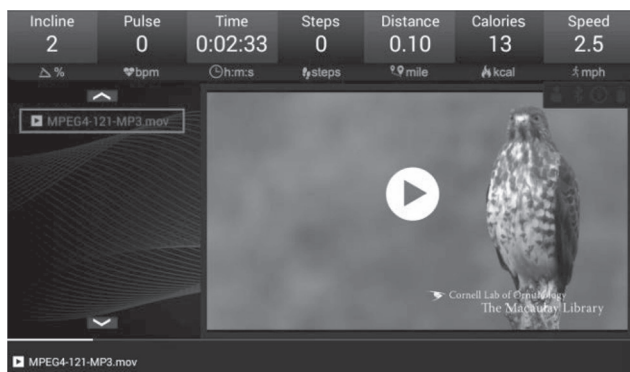 Incline Pulse Time Steps Distance Calories Speed
2 0 0:02:33 0 0.10 13 2.5
% bpm h:m:s steps mile kcal mph
MPEG4-121-MP3.mov
Cornell Lab of Ornithology
The Macaulay Library
MPEG4-121-MP3.mov